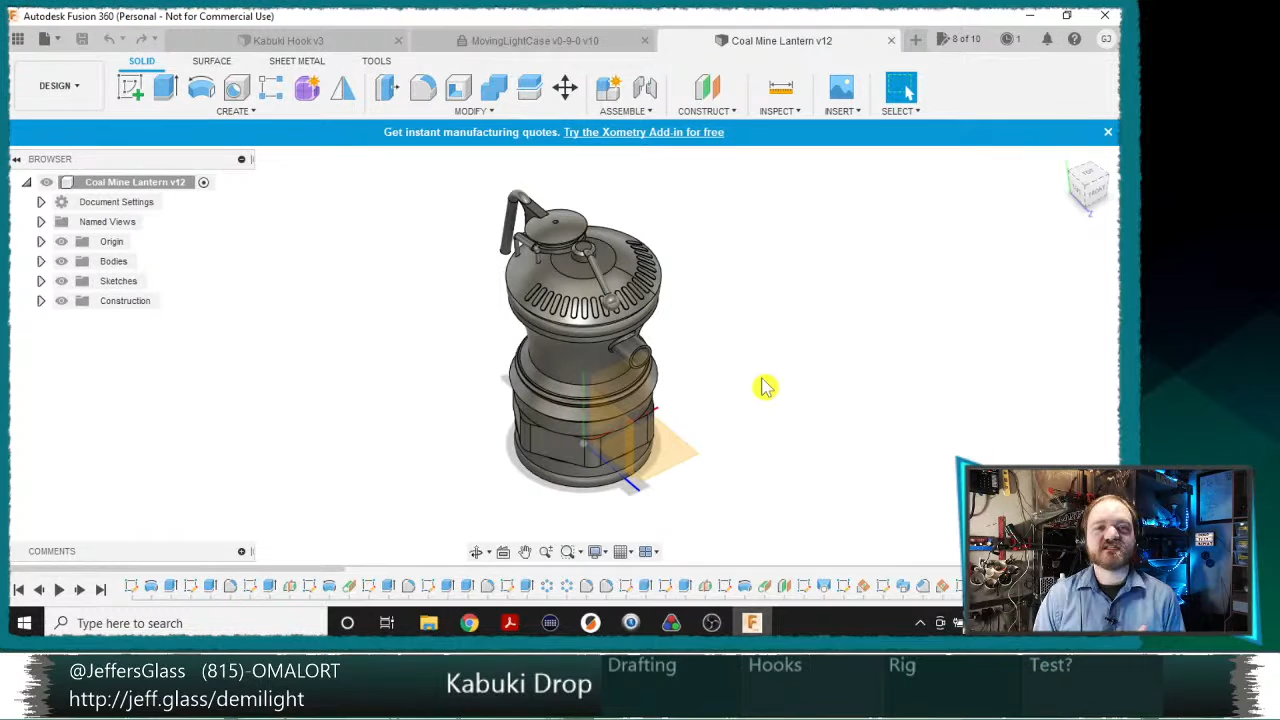 Autodesk Fusion 360 (Personal - Not for Commercial Use)
Kabuki Hook v3
MovingLightCase v0-9-0 v10
Coal Mine Lantern v12
8 of 10
1
GJ
DESIGN
SOLID
SURFACE
SHEET METAL
TOOLS
CREATE
MODIFY
ASSEMBLE
CONSTRUCT
INSPECT
INSERT
SELECT
Get instant manufacturing quotes. Try the Xometry Add-in for free
BROWSER
Coal Mine Lantern v12
Document Settings
Named Views
Origin
Bodies
Sketches
Construction
TOP
FRONT
Z
COMMENTS
Type here to search
@JeffersGlass (815)-OMALORT
http://jeff.glass/demilight
Kabuki Drop
Drafting
Hooks
Rig
Test?